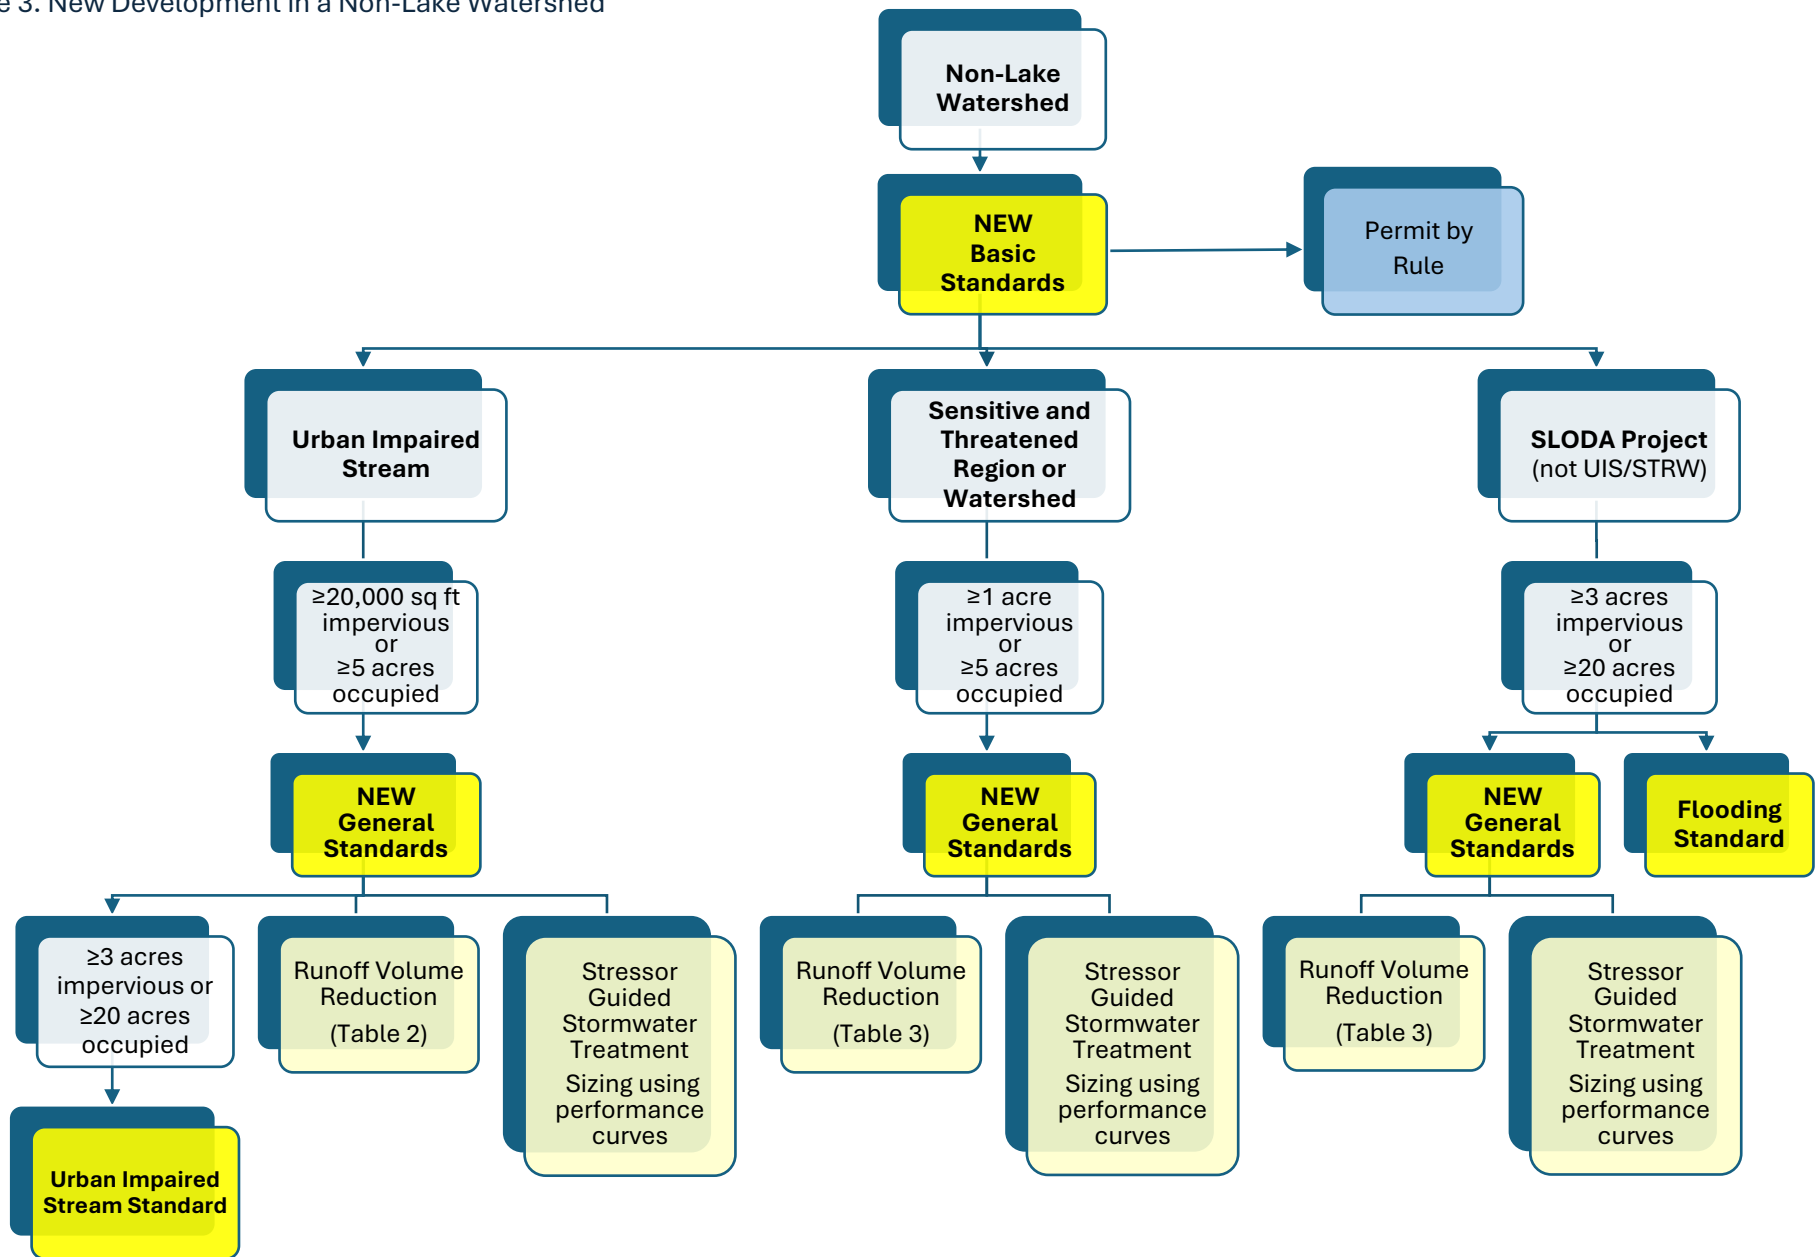 e 3. New Development in a Non-Lake Watershed
Non-Lake
Watershed
NEW
Basic
Standards
Permit by
Rule
Urban Impaired
Stream
Sensitive and
Threatened
Region or
Watershed
SLODA Project
(not UIS/STRW)
≥20,000 sq ft
impervious
or
≥5 acres
occupied
≥1 acre
impervious
or
≥5 acres
occupied
≥3 acres
impervious
or
≥20 acres
occupied
NEW
General
Standards
NEW
General
Standards
NEW
General
Standards
Flooding
Standard
≥3 acres
impervious or
≥20 acres
occupied
Runoff Volume
Reduction
(Table 2)
Stressor
Guided
Stormwater
Treatment
Sizing using
performance
curves
Runoff Volume
Reduction
(Table 3)
Stressor
Guided
Stormwater
Treatment
Sizing using
performance
curves
Runoff Volume
Reduction
(Table 3)
Stressor
Guided
Stormwater
Treatment
Sizing using
performance
curves
Urban Impaired
Stream Standard